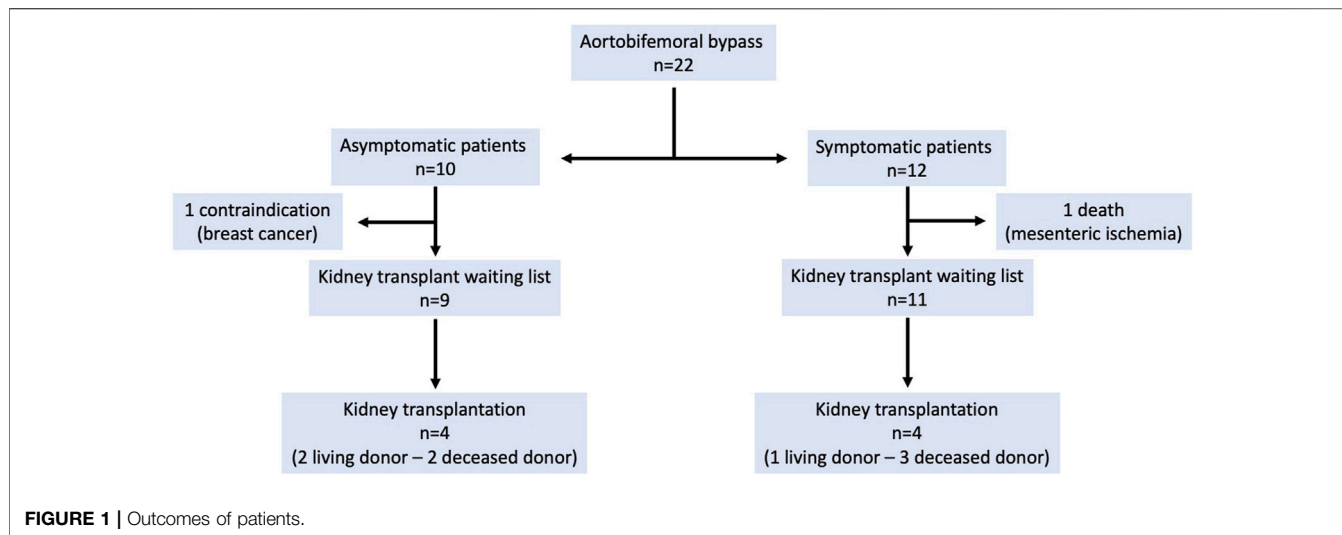 Aortobifemoral bypass
n=22
Asymptomatic patients
n=10
Symptomatic patients
n=12
1 contraindication
(breast cancer)
1 death
(mesenteric ischemia)
Kidney transplant waiting list
n=9
Kidney transplant waiting list
n=11
Kidney transplantation
n=4
(2 living donor – 2 deceased donor)
Kidney transplantation
n=4
(1 living donor – 3 deceased donor)
FIGURE 1 | Outcomes of patients.